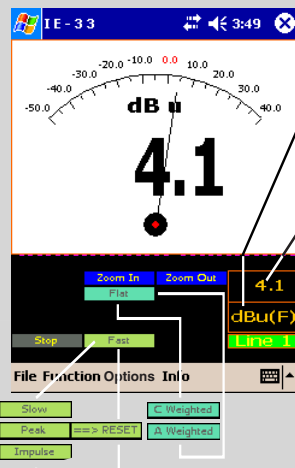 IE-33 3:49
-50.0 -40.0 -30.0 -20.0 -10.0 0.0 10.0 20.0 30.0 40.0
dB u
4.1
Zoom In Zoom Out
Flat
4.1
dBu(F)
Stop Fast Line 1
File Function Options Info
Slow C Weighted
Peak ==> RESET A Weighted
Impulse